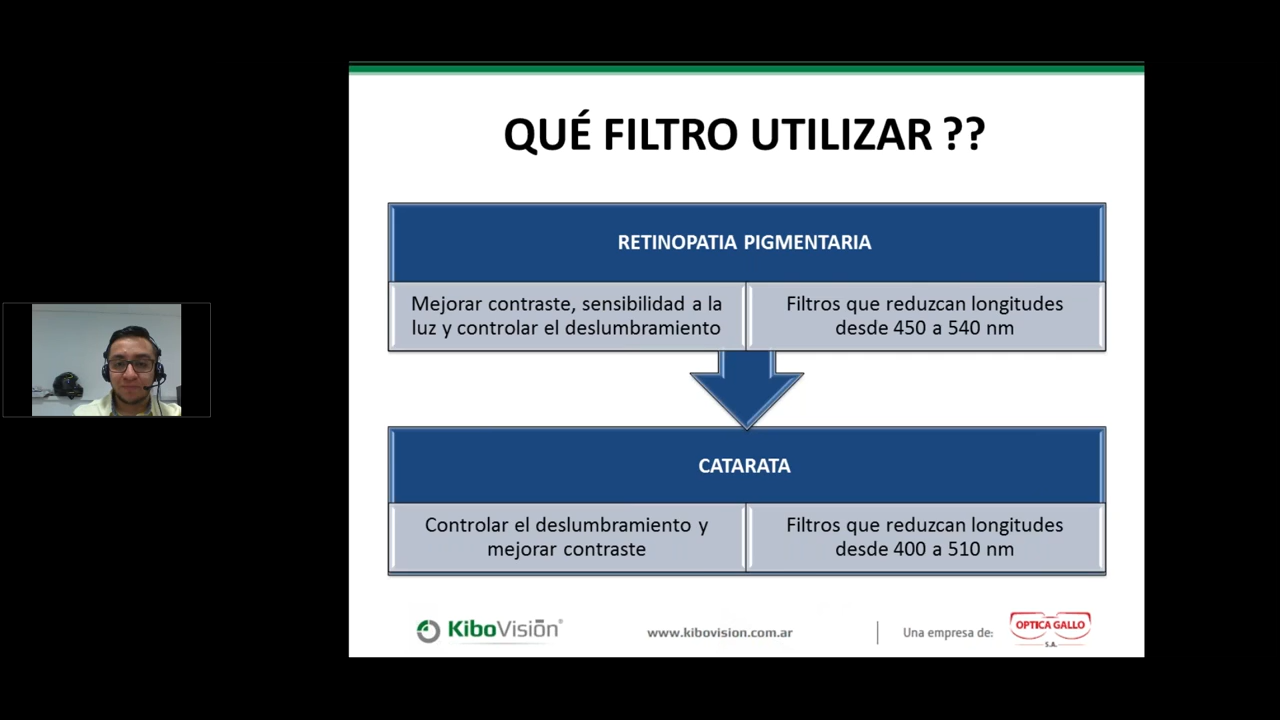 QUÉ FILTRO UTILIZAR ??
RETINOPATIA PIGMENTARIA
Mejorar contraste, sensibilidad a la
luz y controlar el deslumbramiento
Filtros que reduzcan longitudes
desde 450 a 540 nm
CATARATA
Controlar el deslumbramiento y
mejorar contraste
Filtros que reduzcan longitudes
desde 400 a 510 nm
KiboVisión®
www.kibovision.com.ar
Una empresa de:
OPTICA GALLO
S.A.